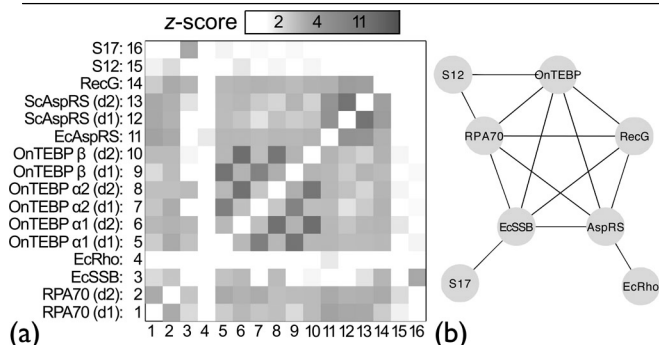 z-score 2 4 11
S17: 16
S12: 15
RecG: 14
ScAspRS (d2): 13
ScAspRS (d1): 12
EcAspRS: 11
OnTEBP β (d2): 10
OnTEBP β (d1): 9
OnTEBP α2 (d2): 8
OnTEBP α2 (d1): 7
OnTEBP α1 (d2): 6
OnTEBP α1 (d1): 5
EcRho: 4
EcSSB: 3
RPA70 (d2): 2
RPA70 (d1): 1
1 2 3 4 5 6 7 8 9 10 11 12 13 14 15 16
(a)
S12
OnTEBP
RPA70
RecG
EcSSB
AspRS
S17
EcRho
(b)